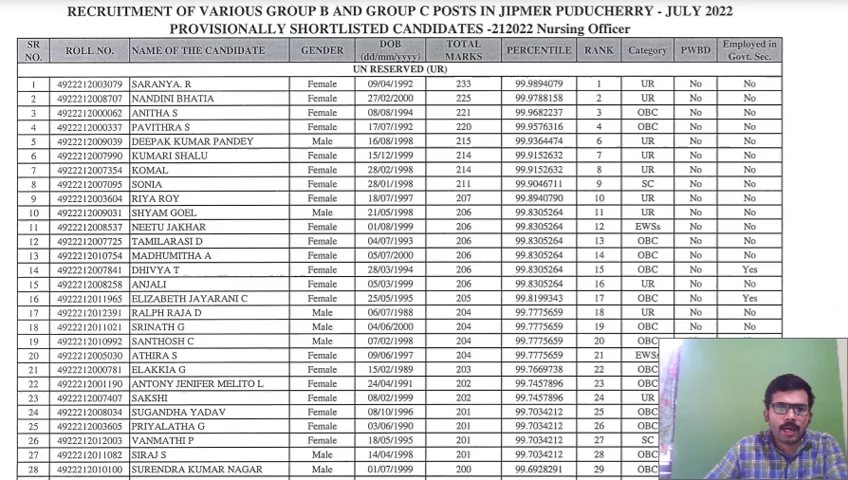 RECRUITMENT OF VARIOUS GROUP B AND GROUP C POSTS IN JIPMER PUDUCHERRY - JULY 2022
PROVISIONALLY SHORTLISTED CANDIDATES -212022 Nursing Officer
SR NO. ROLL NO. NAME OF THE CANDIDATE GENDER DOB (dd/mm/yyyy) TOTAL MARKS PERCENTILE RANK Category PWBD Employed in Govt. Sec.
UN RESERVED (UR)
1 4922212003079 SARANYA. R Female 09/04/1992 233 99.9894079 1 UR No No
2 4922212008707 NANDINI BHATIA Female 27/02/2000 225 99.9788158 2 UR No No
3 4922212000062 ANITHA S Female 08/08/1994 221 99.9682237 3 OBC No No
4 4922212000337 PAVITHRA S Female 17/07/1992 220 99.9576316 4 OBC No No
5 4922212009039 DEEPAK KUMAR PANDEY Male 16/08/1998 215 99.9364474 6 UR No No
6 4922212007990 KUMARI SHALU Female 15/12/1999 214 99.9152632 7 UR No No
7 4922212007354 KOMAL Female 28/02/1998 214 99.9152632 8 UR No No
8 4922212007095 SONIA Female 28/01/1998 211 99.9046711 9 SC No No
9 4922212003604 RIYA ROY Female 18/07/1997 207 99.8940790 10 UR No No
10 4922212009031 SHYAM GOEL Male 21/05/1998 206 99.8305264 11 UR No No
11 4922212008537 NEETU JAKHAR Female 01/08/1999 206 99.8305264 12 EWSs No No
12 4922212007725 TAMILARASI D Female 04/07/1993 206 99.8305264 13 OBC No No
13 4922212010754 MADHUMITHA A Female 05/07/2000 206 99.8305264 14 OBC No No
14 4922212007841 DHIVYA T Female 28/03/1994 206 99.8305264 15 OBC No Yes
15 4922212008258 ANJALI Female 05/03/1999 206 99.8305264 16 UR No No
16 4922212011965 ELIZABETH JAYARANI C Female 25/05/1995 205 99.8199343 17 OBC No Yes
17 4922212012391 RALPH RAJA D Male 06/07/1988 204 99.7775659 18 UR No No
18 4922212011021 SRINATH G Male 04/06/2000 204 99.7775659 19 OBC No No
19 4922212010992 SANTHOSH C Male 07/02/1998 204 99.7775659 20 OBC No No
20 4922212005030 ATHIRA S Female 09/06/1997 204 99.7775659 21 EWSs
21 4922212000781 ELAKKIA G Female 15/02/1989 203 99.7669738 22 OBC
22 4922212001190 ANTONY JENIFER MELITO L Female 24/04/1991 202 99.7457896 23 OBC
23 4922212007407 SAKSHI Female 08/02/1999 202 99.7457896 24 UR
24 4922212008034 SUGANDHA YADAV Female 08/10/1996 201 99.7034212 25 OBC
25 4922212003605 PRIYALATHA G Female 03/06/1990 201 99.7034212 26 OBC
26 4922212012003 VANMATHI P Female 18/05/1995 201 99.7034212 27 SC
27 4922212011082 SIRAJ S Male 14/04/1998 201 99.7034212 28 OBC
28 4922212010100 SURENDRA KUMAR NAGAR Male 01/07/1999 200 99.6928291 29 OBC